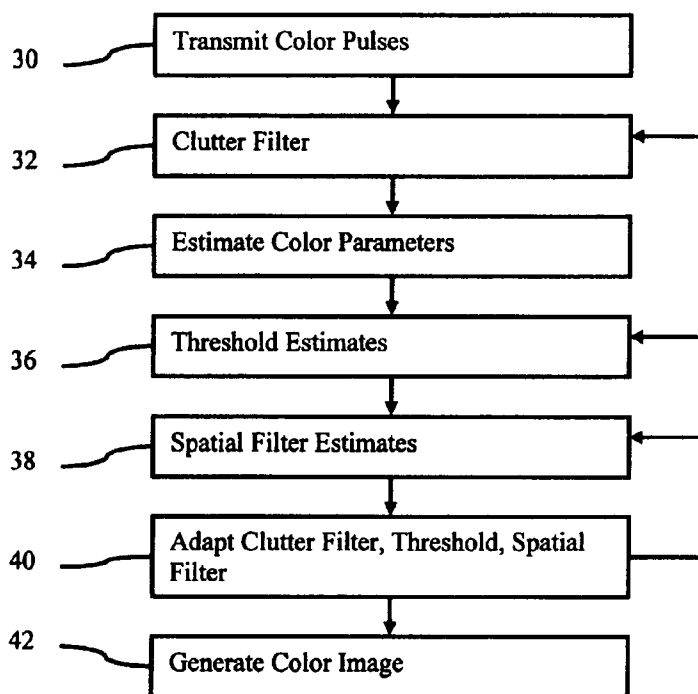 30 Transmit Color Pulses
32 Clutter Filter
34 Estimate Color Parameters
36 Threshold Estimates
38 Spatial Filter Estimates
40 Adapt Clutter Filter, Threshold, Spatial
Filter
42 Generate Color Image